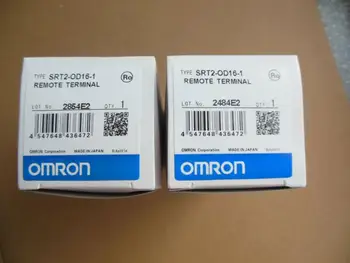 TYPE SRT2-OD16-1
REMOTE TERMINAL
LOT No. 2854E2 QTY. 1
4 547648 436472
OMRON Corporation MADE IN JAPAN
OMRON
TYPE SRT2-OD16-1
REMOTE TERMINAL
LOT No. 2484E2 QTY. 1
4 547648 436472
OMRON Corporation MADE IN JAPAN
OMRON